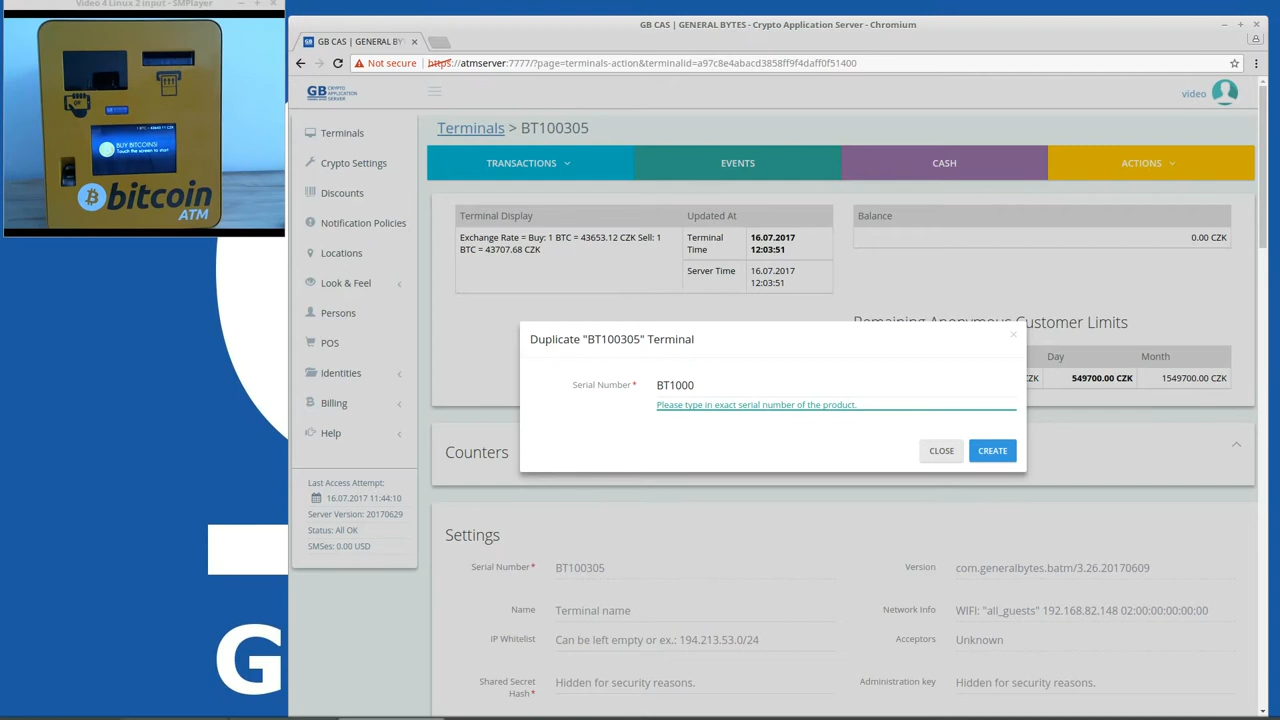 Video 4 Linux 2 input - SMPlayer
BUY BITCOINS!
Touch the screen to start
bitcoin
ATM
G
GB CAS | GENERAL BYTES - Crypto Application Server - Chromium
GB CAS | GENERAL BY
Not secure https://atmserver:7777/?page=terminals-action&terminalid=a97c8e4abacd3858ff9f4daff0f51400
GB CRYPTO APPLICATION SERVER
video
Terminals
Crypto Settings
Discounts
Notification Policies
Locations
Look & Feel
Persons
POS
Identities
Billing
Help
Last Access Attempt:
16.07.2017 11:44:10
Server Version: 20170629
Status: All OK
SMSes: 0.00 USD
Terminals > BT100305
TRANSACTIONS EVENTS CASH ACTIONS
Terminal Display Updated At Balance
Exchange Rate = Buy: 1 BTC = 43653.12 CZK Sell: 1
BTC = 43707.68 CZK
Terminal Time 16.07.2017 12:03:51
0.00 CZK
Server Time 16.07.2017 12:03:51
Remaining Anonymous Customer Limits
Day Month
CZK 549700.00 CZK 1549700.00 CZK
Duplicate "BT100305" Terminal
×
Serial Number* BT1000
Please type in exact serial number of the product.
CLOSE CREATE
Counters
Settings
Serial Number* BT100305 Version com.generalbytes.batm/3.26.20170609
Name Terminal name Network Info WIFI: "all_guests" 192.168.82.148 02:00:00:00:00:00
IP Whitelist Can be left empty or ex.: 194.213.53.0/24 Acceptors Unknown
Shared Secret Hash* Hidden for security reasons. Administration key Hidden for security reasons.